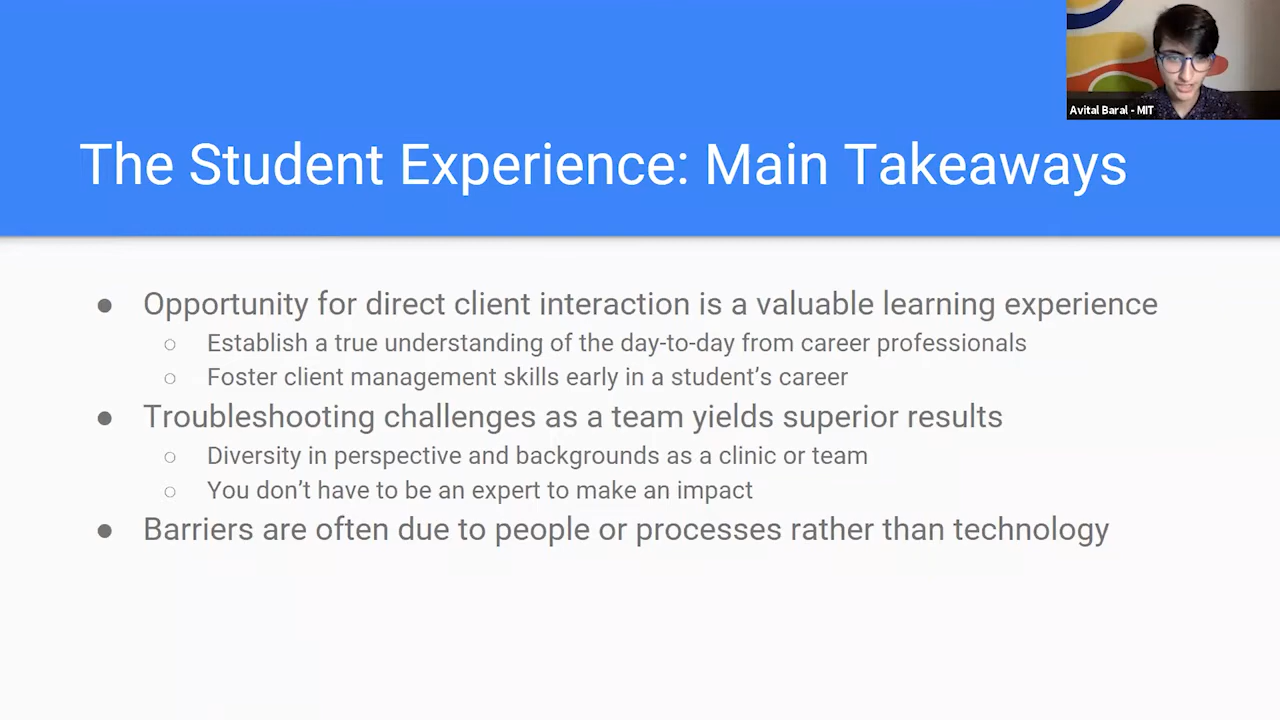 Avital Baral - MIT
The Student Experience: Main Takeaways
● Opportunity for direct client interaction is a valuable learning experience
○ Establish a true understanding of the day-to-day from career professionals
○ Foster client management skills early in a student’s career
● Troubleshooting challenges as a team yields superior results
○ Diversity in perspective and backgrounds as a clinic or team
○ You don’t have to be an expert to make an impact
● Barriers are often due to people or processes rather than technology